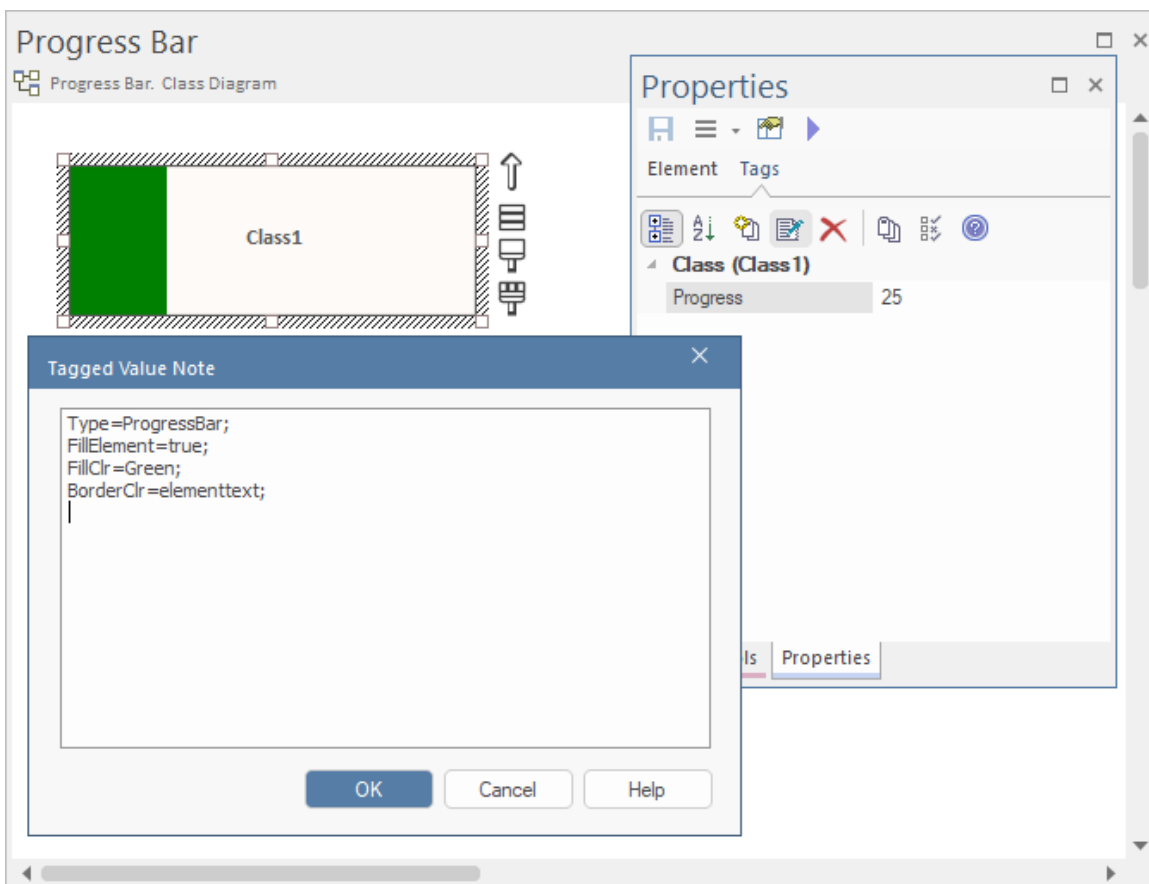 Progress Bar
Progress Bar. Class Diagram
Properties
Element Tags
Class (Class1)
Progress 25
Class1
Tagged Value Note
Type=ProgressBar;
FillElement=true;
FillClr=Green;
BorderClr=elementtext;
OK Cancel Help
ls Properties